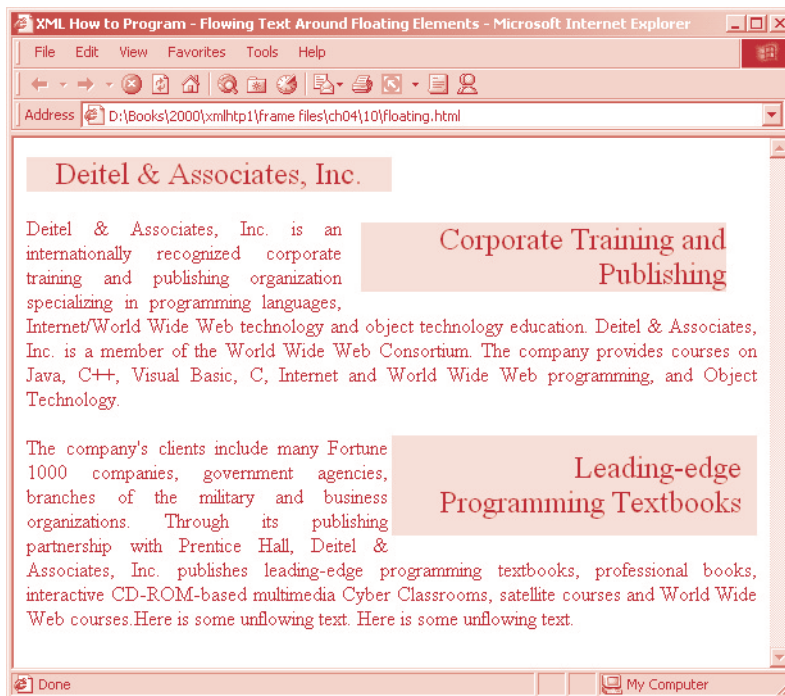 XML How to Program - Flowing Text Around Floating Elements - Microsoft Internet Explorer
File Edit View Favorites Tools Help
Address D:\Books\2000\xmlhtp1\frame files\ch04\10\floating.html
Deitel & Associates, Inc.
Deitel & Associates, Inc. is an
internationally recognized corporate
training and publishing organization
specializing in programming languages,
Corporate Training and
Publishing
Internet/World Wide Web technology and object technology education. Deitel & Associates,
Inc. is a member of the World Wide Web Consortium. The company provides courses on
Java, C++, Visual Basic, C, Internet and World Wide Web programming, and Object
Technology.
The company's clients include many Fortune
1000 companies, government agencies,
branches of the military and business
organizations. Through its publishing
partnership with Prentice Hall, Deitel &
Leading-edge
Programming Textbooks
Associates, Inc. publishes leading-edge programming textbooks, professional books,
interactive CD-ROM-based multimedia Cyber Classrooms, satellite courses and World Wide
Web courses.Here is some unflowing text. Here is some unflowing text.
Done My Computer